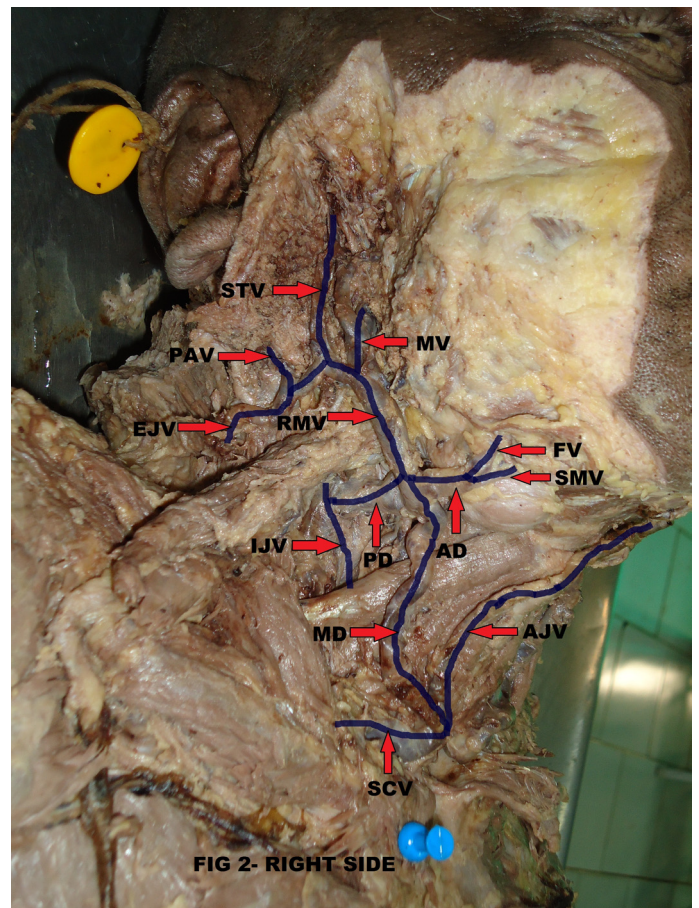 STV
MV
PAV
EJV
RMV
FV
SMV
IJV
PD
AD
MD
AJV
SCV
FIG 2- RIGHT SIDE